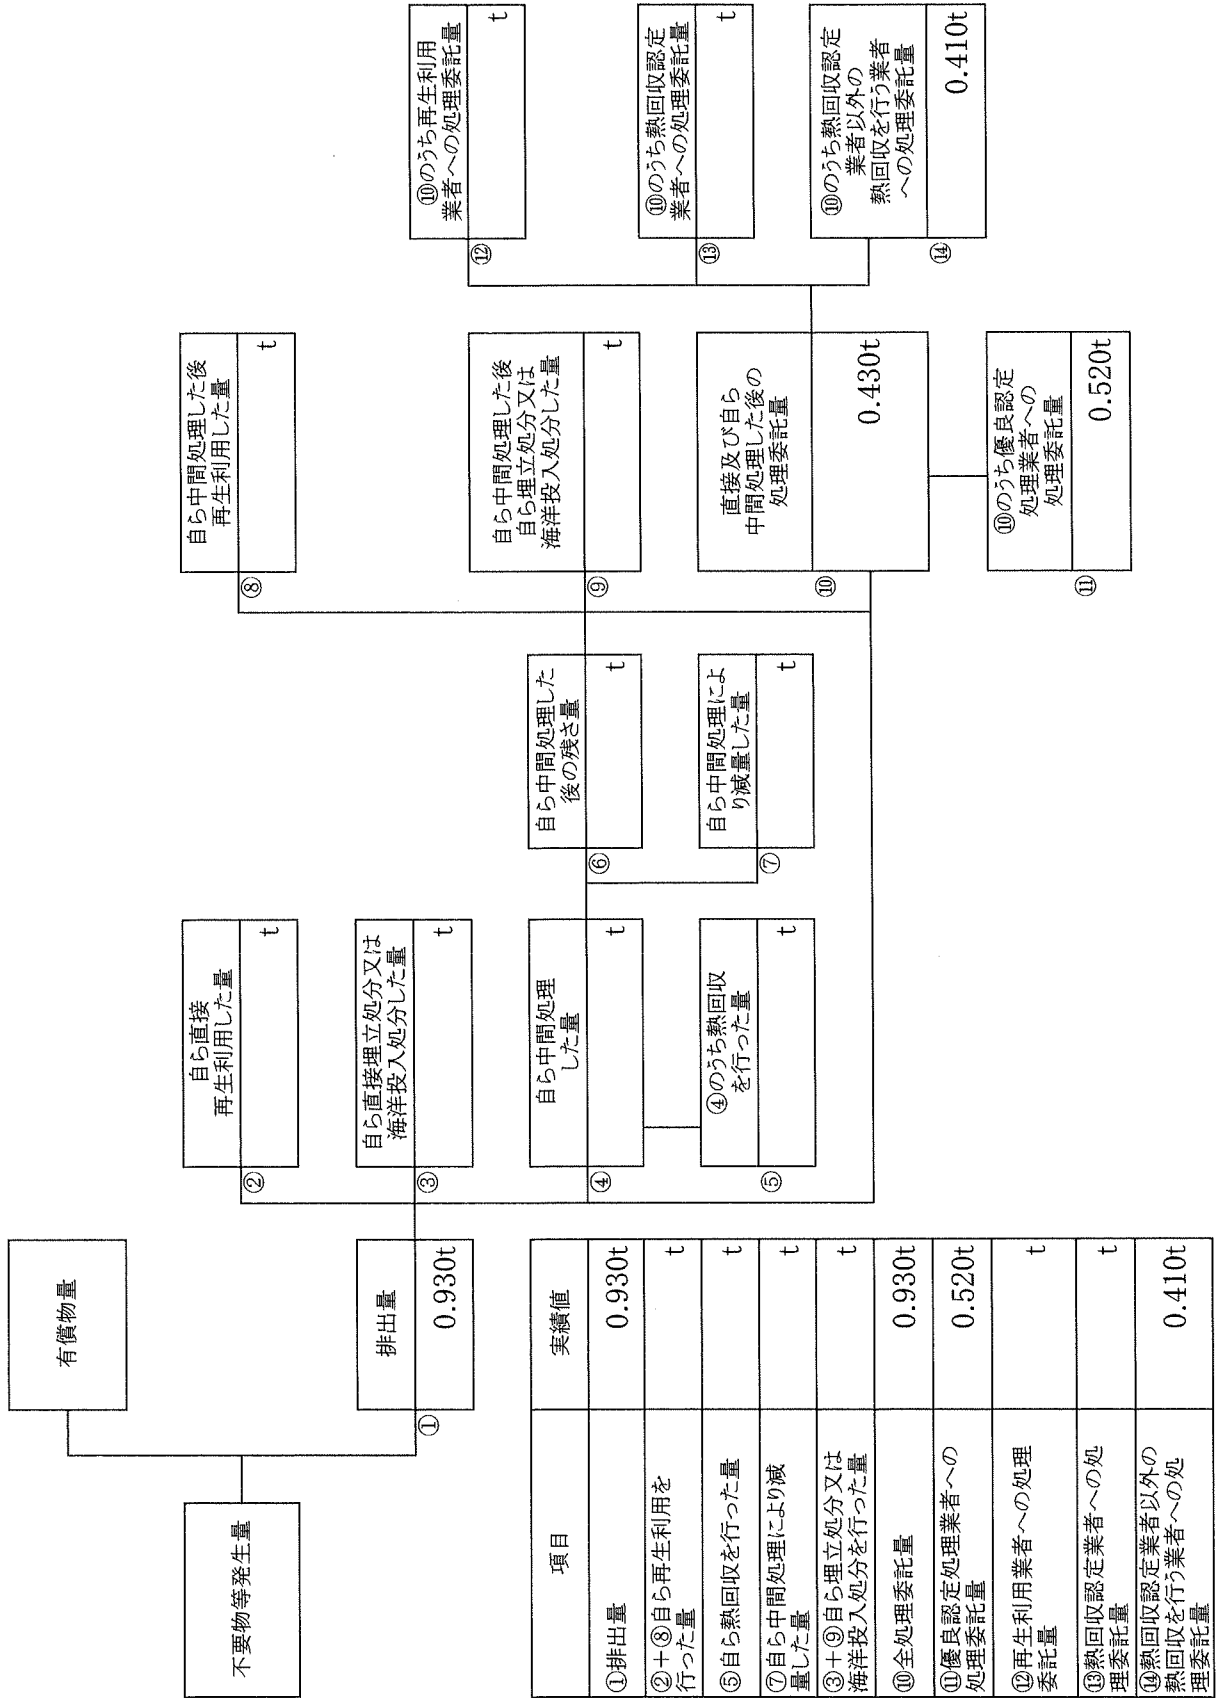 不要物等発生量
有償物量
①
排出量
0.930t
②
自ら直接
再生利用した量
t
③
自ら直接埋立処分又は
海洋投入処分した量
t
④
自ら中間処理
した量
t
⑤
④のうち熱回収
を行った量
t
⑥
自ら中間処理した
後の残さ量
t
⑦
自ら中間処理によ
り減量した量
t
⑧
自ら中間処理した後
再生利用した量
t
⑨
自ら中間処理した後
自ら埋立処分又は
海洋投入処分した量
t
⑩
直接及び自ら
中間処理した後の
処理委託量
0.430t
⑪
⑩のうち優良認定
処理業者への
処理委託量
0.520t
⑫
⑩のうち再生利用
業者への処理委託量
t
⑬
⑩のうち熱回収認定
業者への処理委託量
t
⑭
⑩のうち熱回収認定
業者以外の
熱回収を行う業者
への処理委託量
0.410t
項目 実績値
①排出量 0.930t
②+⑧自ら再生利用を
行った量 t
⑤自ら熱回収を行った量 t
⑦自ら中間処理により減
量した量 t
③+⑨自ら埋立処分又は
海洋投入処分を行った量 t
⑩全処理委託量 0.930t
⑪優良認定処理業者への
処理委託量 0.520t
⑫再生利用業者への処理
委託量 t
⑬熱回収認定業者への処
理委託量 t
⑭熱回収認定業者以外の
熱回収を行う業者への処
理委託量 0.410t